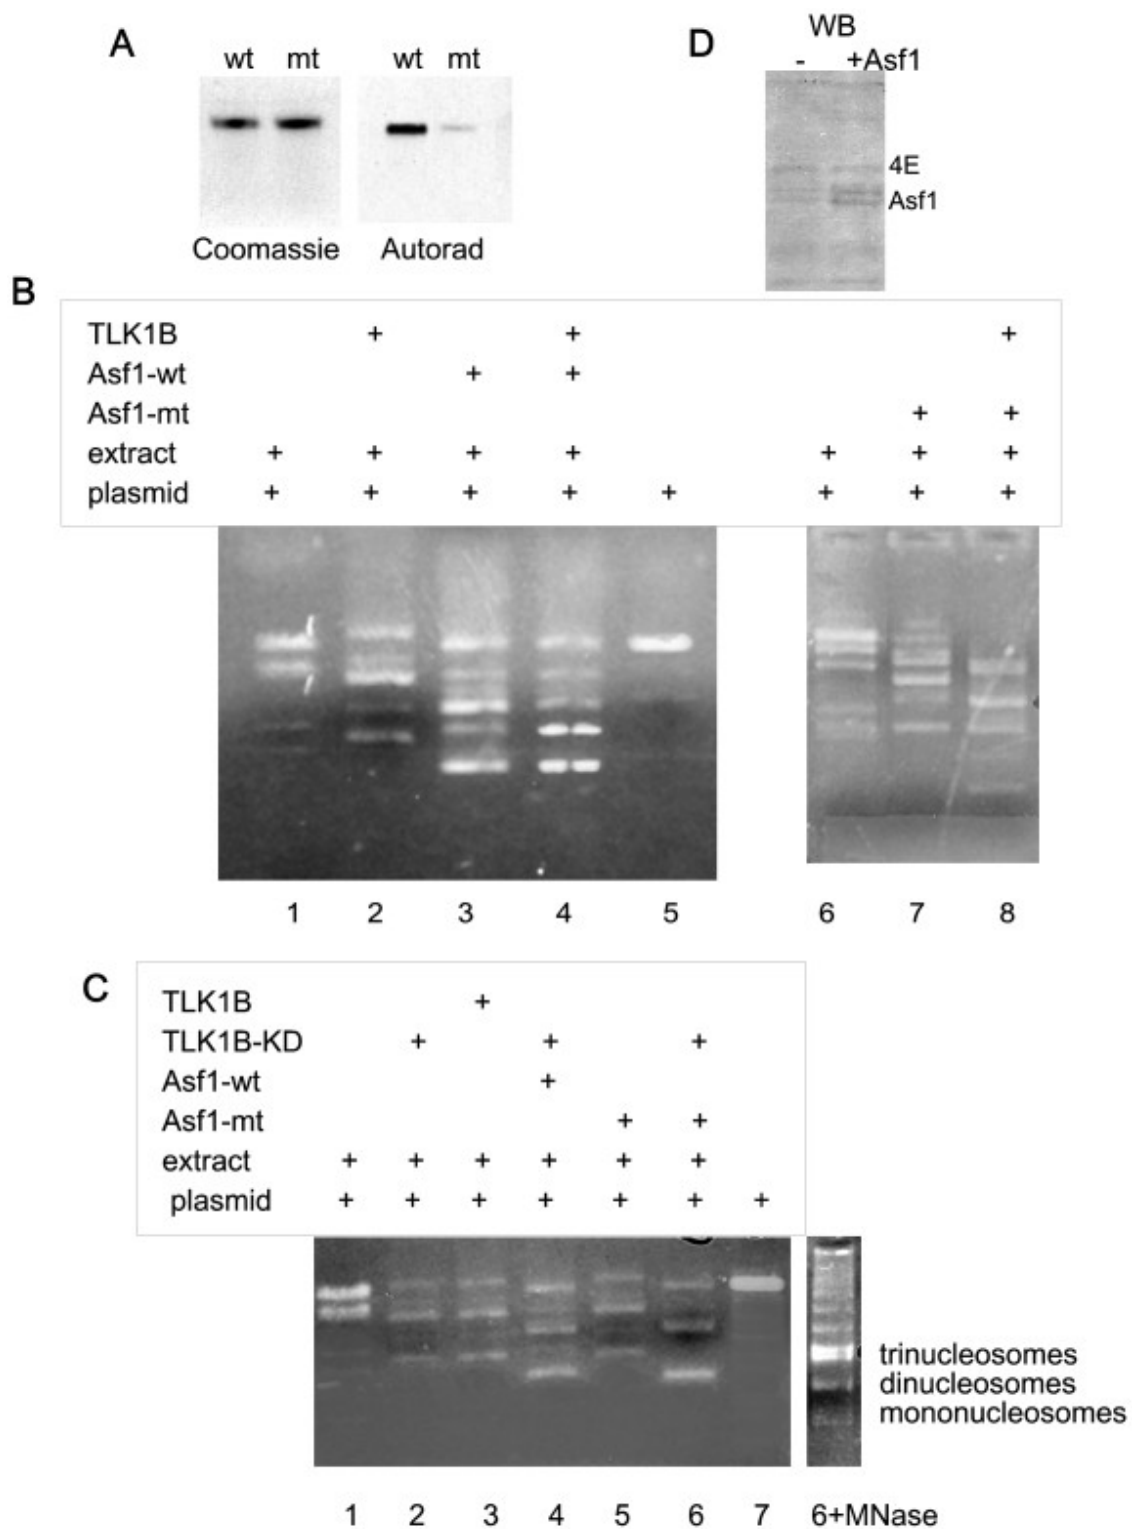 A
wt mt
wt mt
Coomassie
Autorad
D
WB
- +Asf1
4E
Asf1
B
TLK1B + + +
Asf1-wt + +
Asf1-mt + +
extract + + + + + + +
plasmid + + + + + + + +
1 2 3 4 5 6 7 8
C
TLK1B +
TLK1B-KD + + +
Asf1-wt +
Asf1-mt + +
extract + + + + + +
plasmid + + + + + + +
trinucleosomes
dinucleosomes
mononucleosomes
1 2 3 4 5 6 7 6+MNase